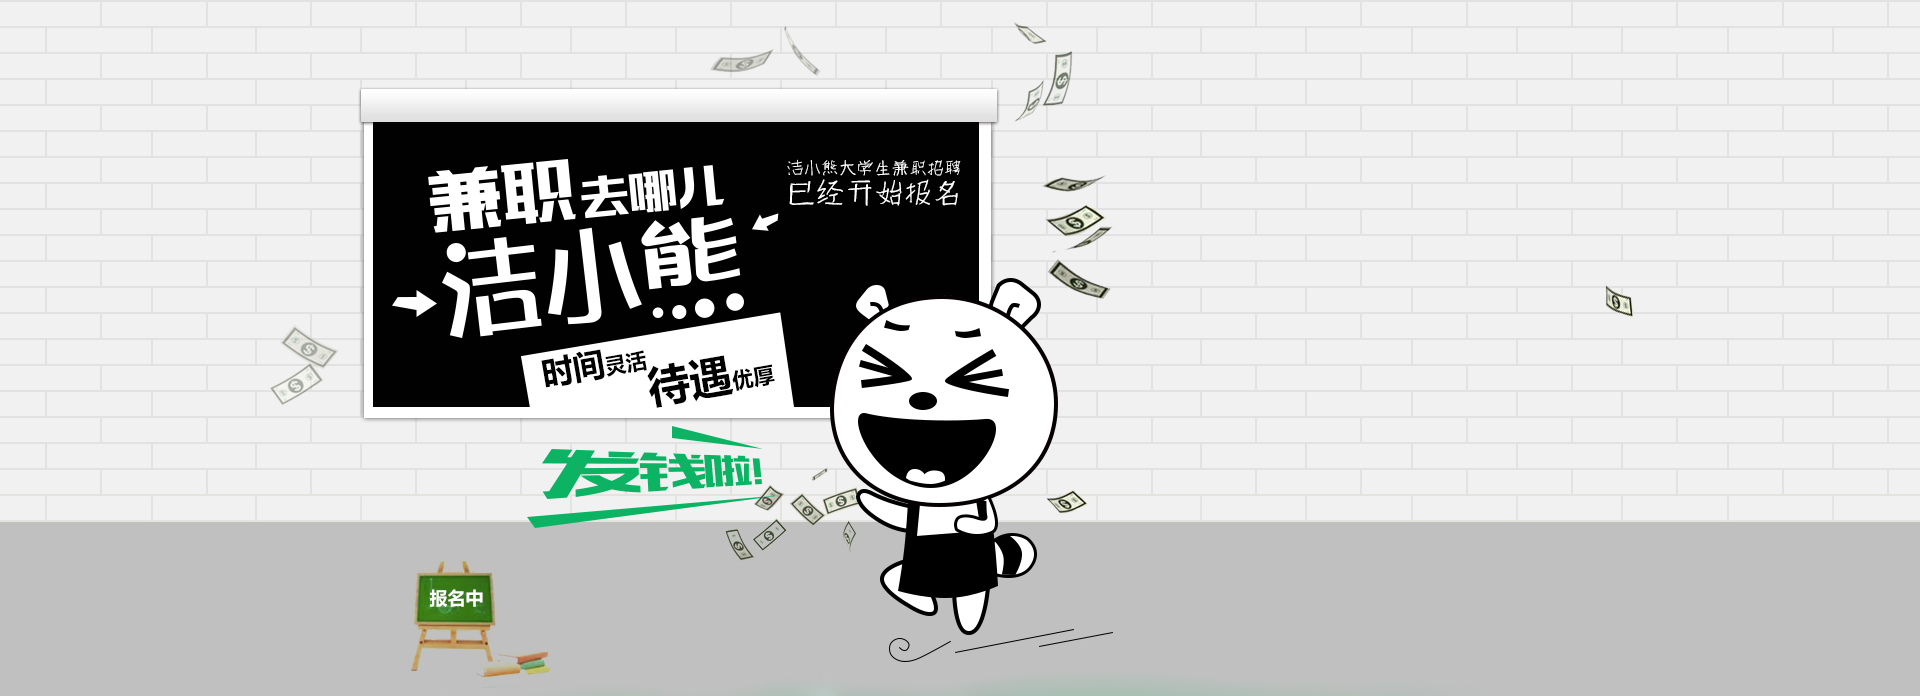 兼职去哪儿
洁小熊
洁小熊大学生兼职招聘
已经开始报名
时间灵活
待遇优厚
发钱啦!
报名中